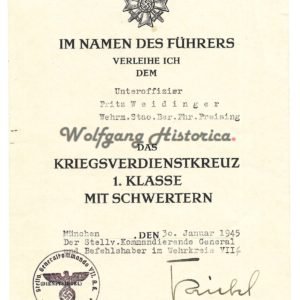 IM NAMEN DES FÜHRERS
VERLEIHE ICH
DEM
Unteroffizier
Fritz Weidinger
Wehrm.Stao.Ber.Fhr.Freising
Wolfgang Historica.
DAS
KRIEGSVERDIENSTKREUZ
1. KLASSE
MIT SCHWERTERN
München , DEN 30. Januar 1945
Der Stellv. Kommandierende General
und Befehlshaber im Wehrkreis VII